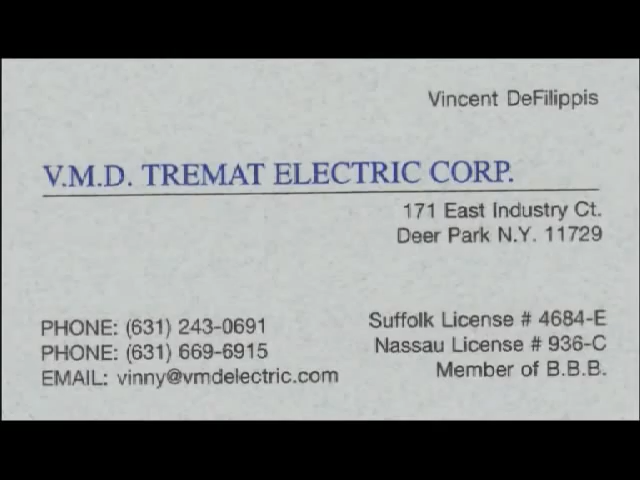 Vincent DeFilippis
V.M.D. TREMAT ELECTRIC CORP.
171 East Industry Ct.
Deer Park N.Y. 11729
PHONE: (631) 243-0691
PHONE: (631) 669-6915
EMAIL: vinny@vmdelectric.com
Suffolk License # 4684-E
Nassau License # 936-C
Member of B.B.B.